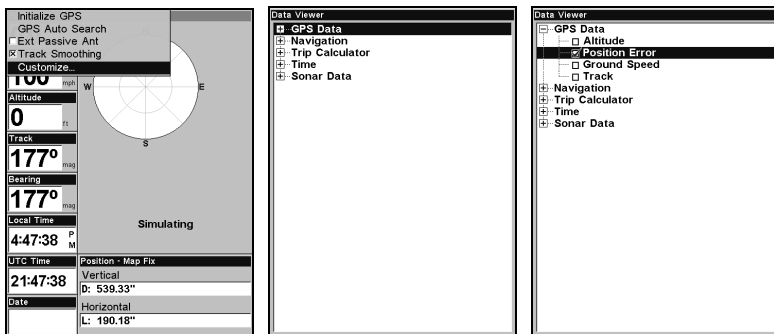 Initialize GPS
GPS Auto Search
Ext Passive Ant
Track Smoothing
Customize...
mph
W
E
S
Altitude
0 ft
Track
177° mag
Bearing
177° mag
Local Time
4:47:38 PM
UTC Time
21:47:38
Date
Simulating
Position - Map Fix
Vertical
D: 539.33"
Horizontal
L: 190.18"
Data Viewer
GPS Data
Navigation
Trip Calculator
Time
Sonar Data
Data Viewer
GPS Data
Altitude
Position Error
Ground Speed
Track
Navigation
Trip Calculator
Time
Sonar Data